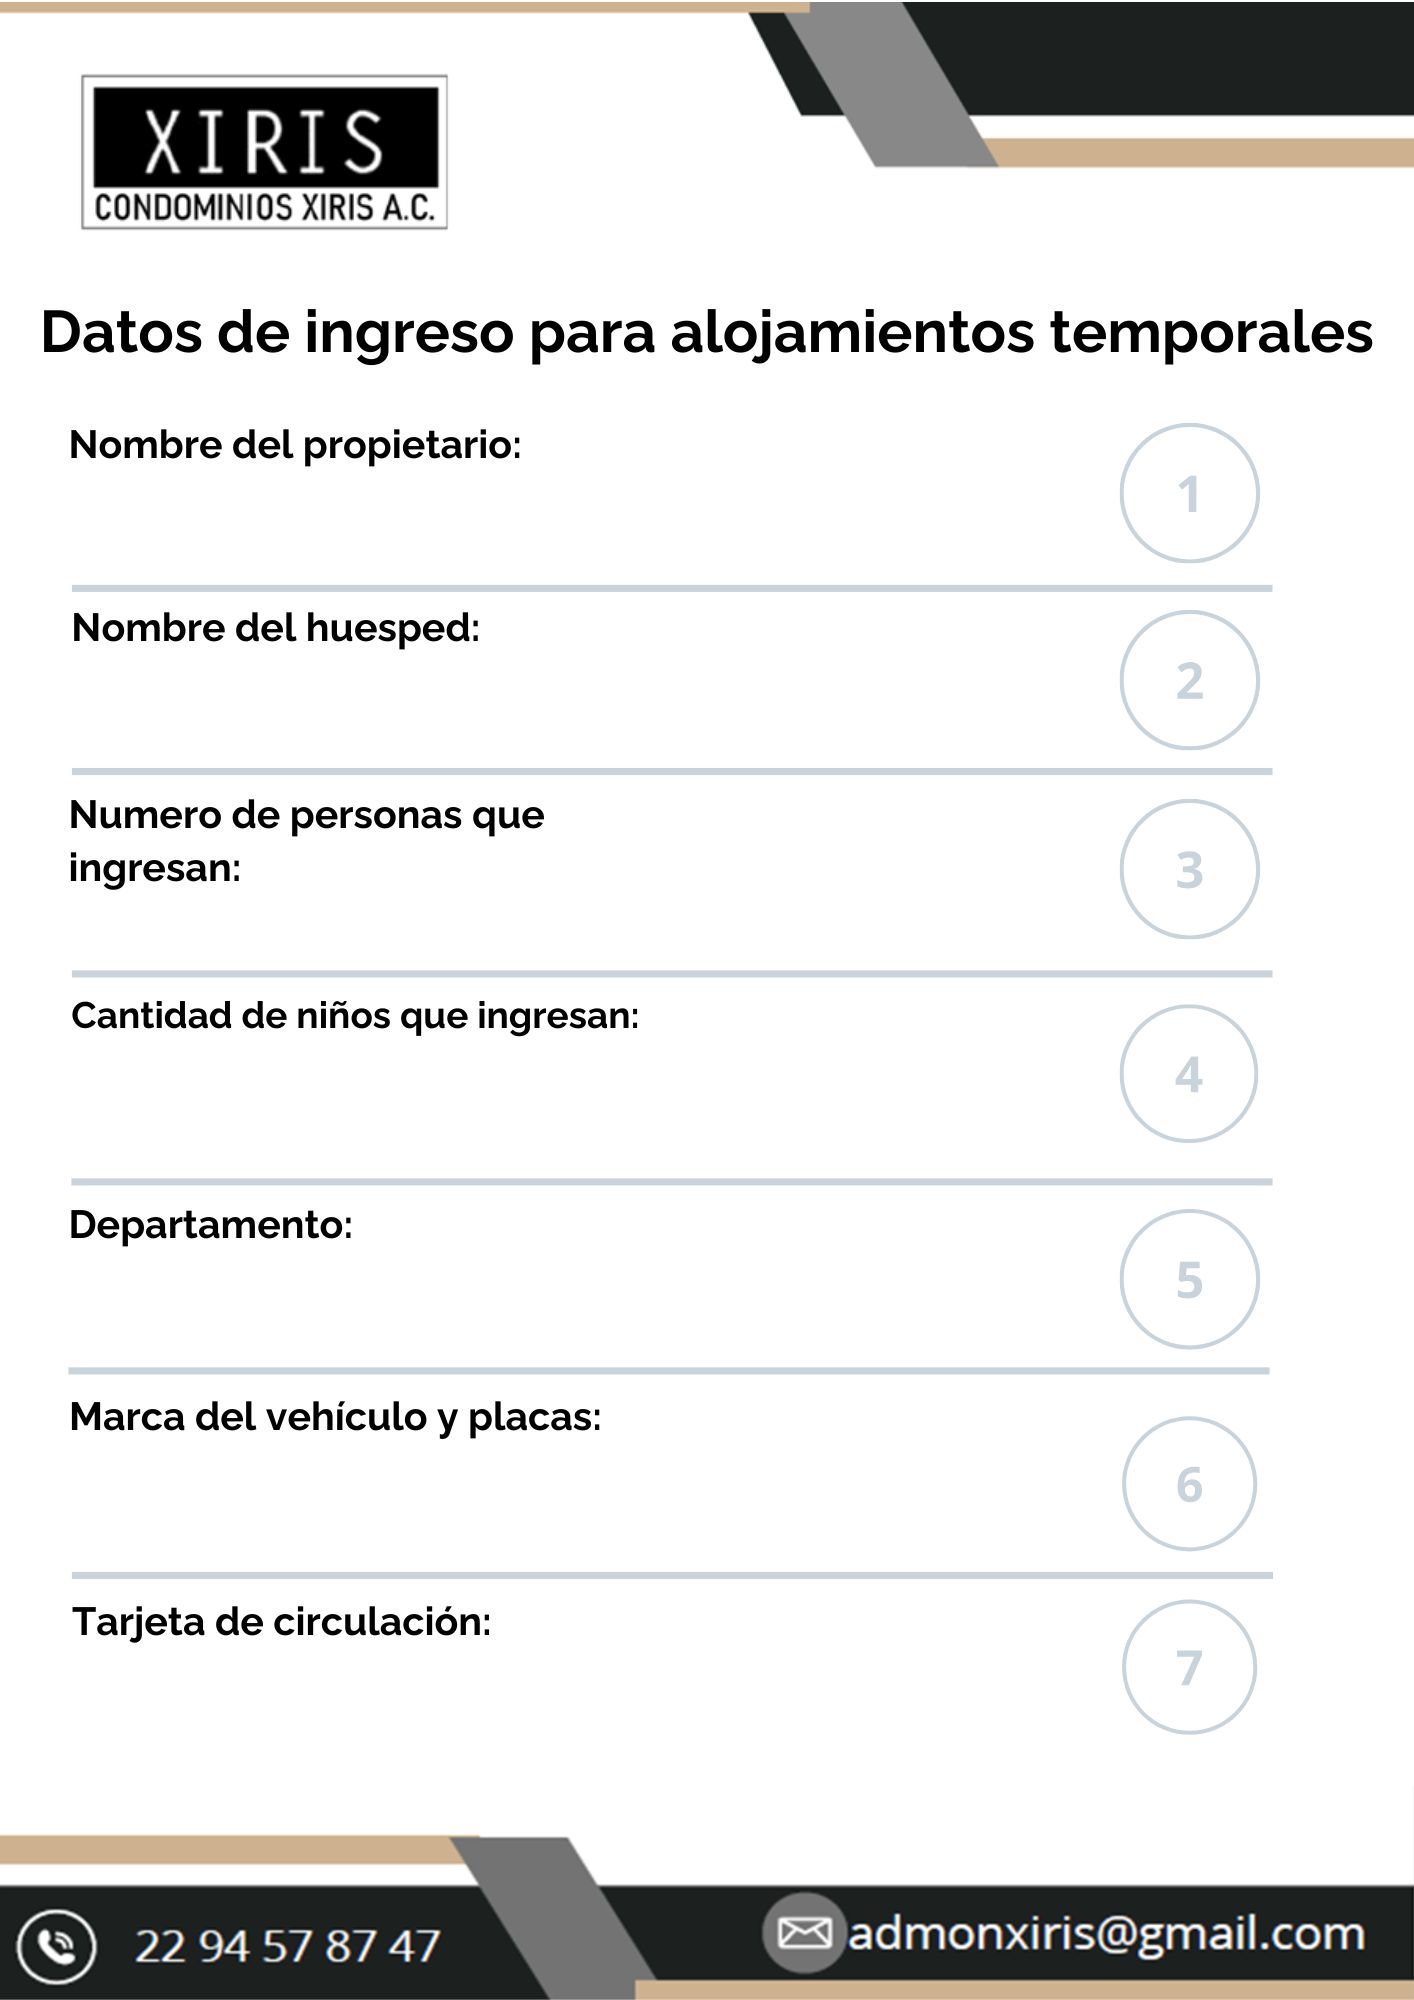 XIRIS
CONDOMINIOS XIRIS A.C.
Datos de ingreso para alojamientos temporales
Nombre del propietario:
1
Nombre del huesped:
2
Numero de personas que
ingresan:
3
Cantidad de niños que ingresan:
4
Departamento:
5
Marca del vehículo y placas:
6
Tarjeta de circulación:
7
22 94 57 87 47
admonxiris@gmail.com